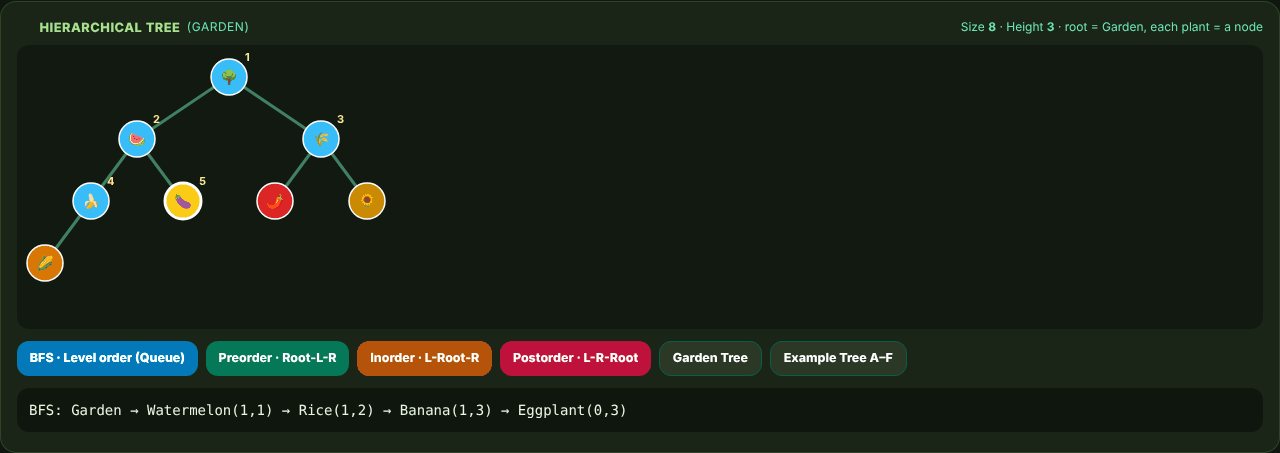 HIERARCHICAL TREE (GARDEN)
Size 8 · Height 3 · root = Garden, each plant = a node
1
2
3
4
5
BFS · Level order (Queue)
Preorder · Root-L-R
Inorder · L-Root-R
Postorder · L-R-Root
Garden Tree
Example Tree A–F
BFS: Garden → Watermelon(1,1) → Rice(1,2) → Banana(1,3) → Eggplant(0,3)